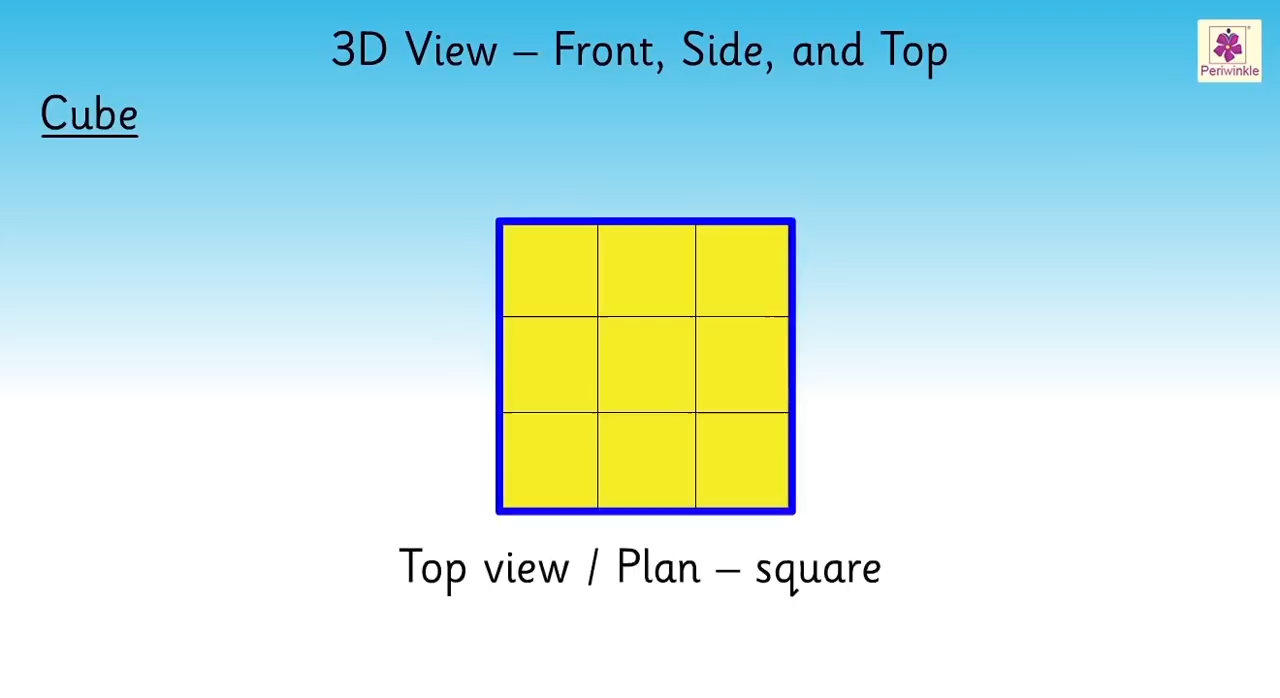 3D View – Front, Side, and Top
Periwinkle
Cube
Top view / Plan – square